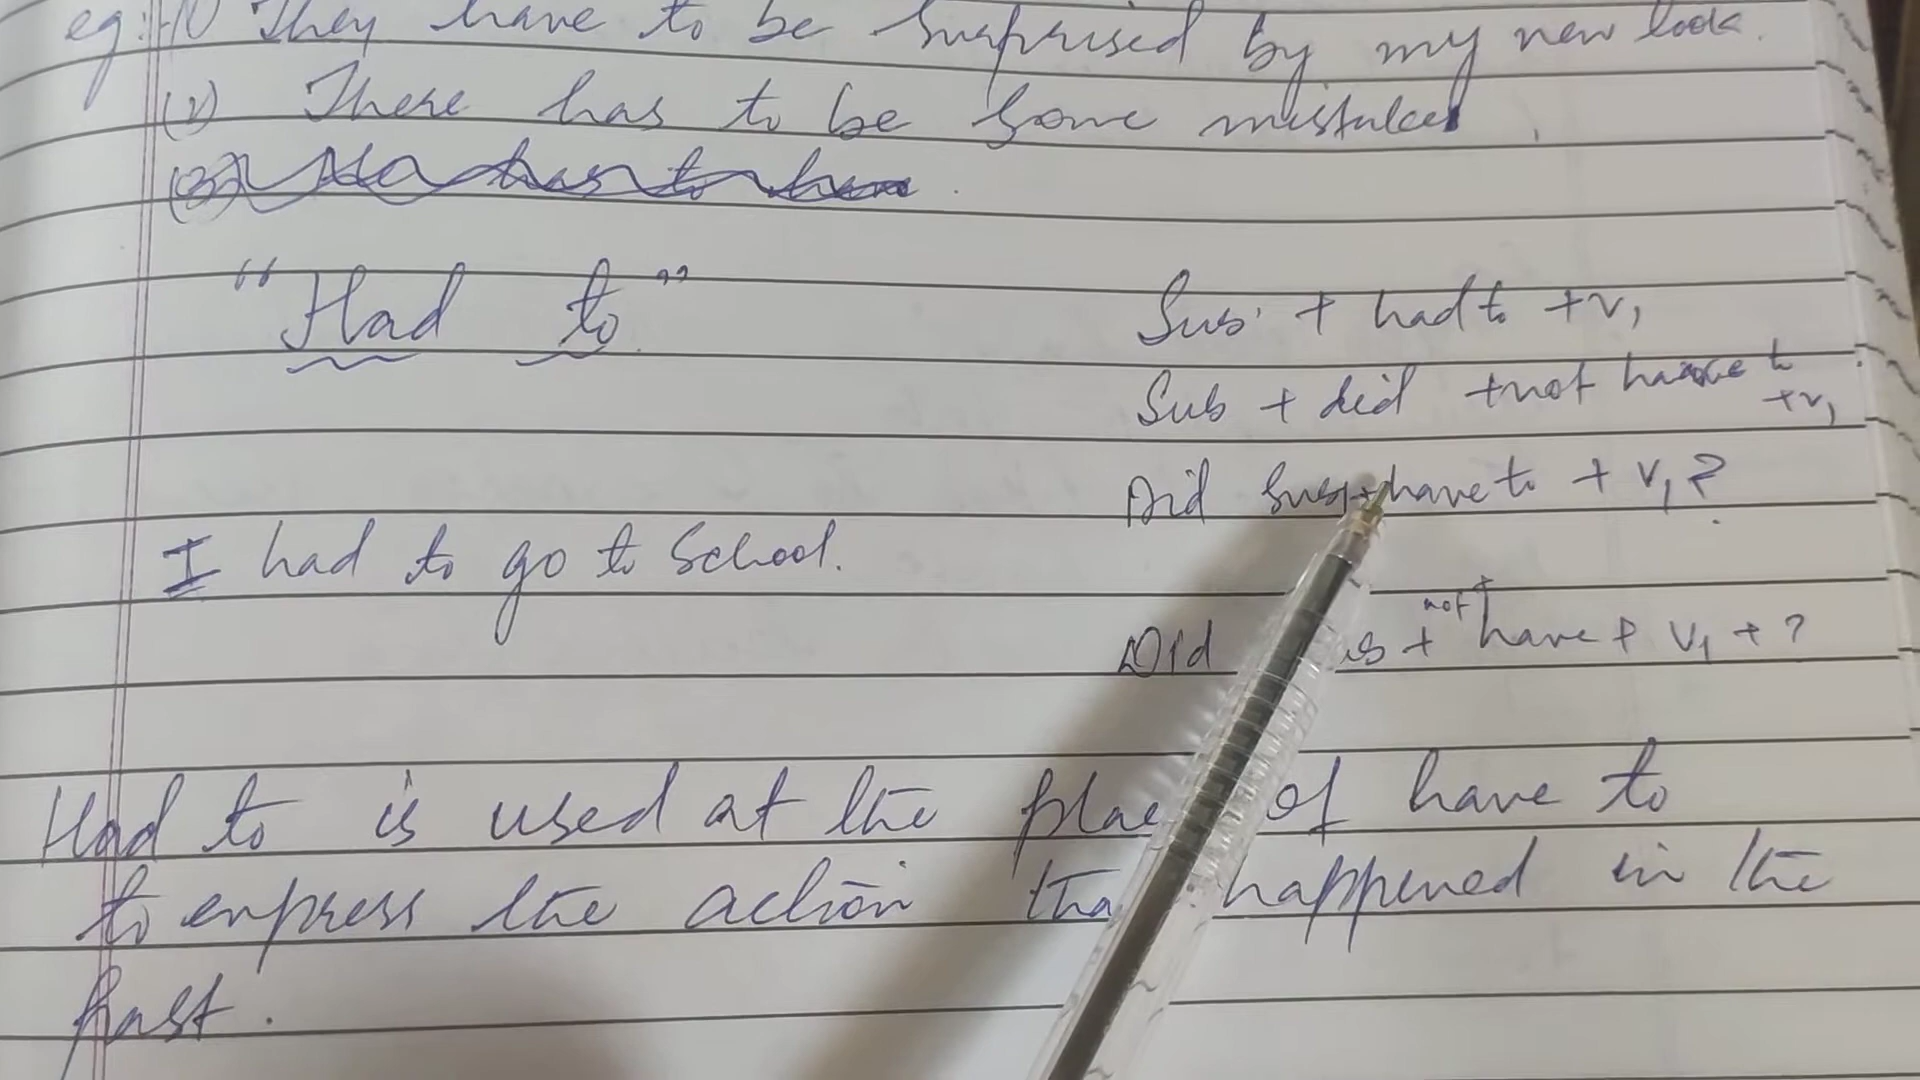 eg:- (1) They have to be surprised by my new look.
(2) There has to be some mistake.
"Had to"
Sub + had to + V1
Sub + did + not have to + V1
Did sub + have to + V1 ?
I had to go to school.
Did + not have + V1 + ?
Had to is used at the place of have to
to express the action that happened in the
past.